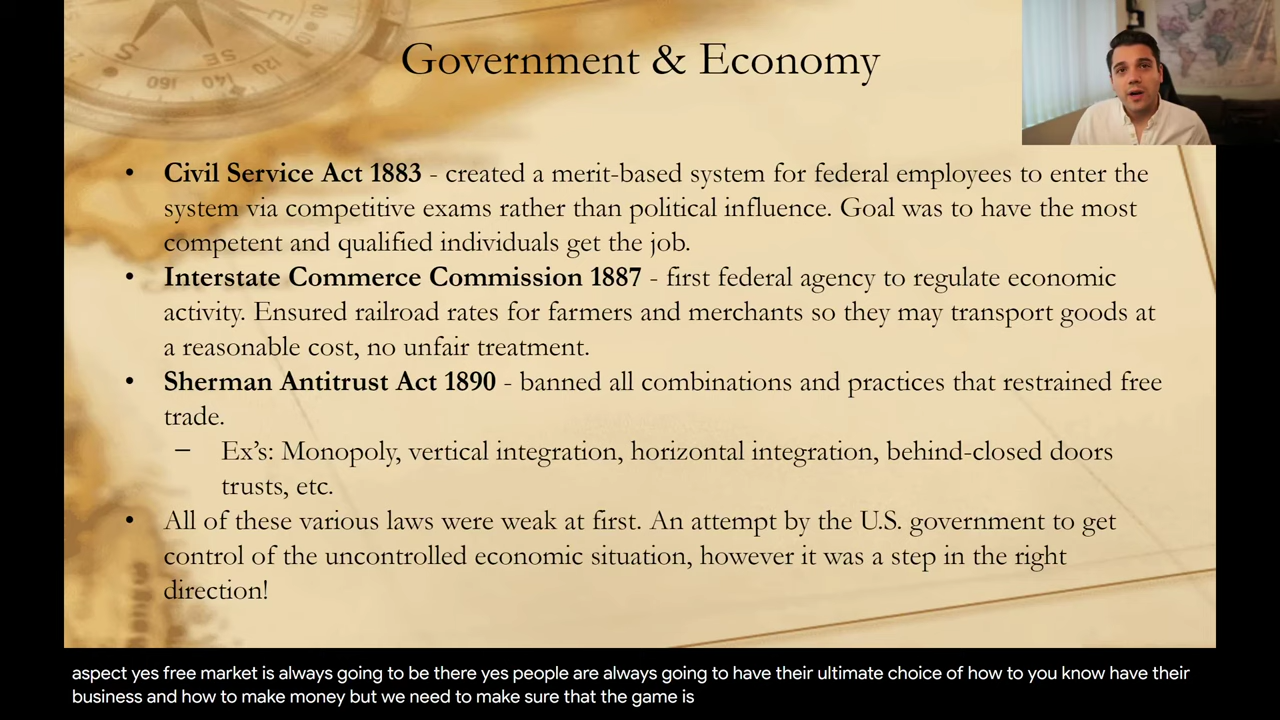 Government & Economy
• Civil Service Act 1883 - created a merit-based system for federal employees to enter the
system via competitive exams rather than political influence. Goal was to have the most
competent and qualified individuals get the job.
• Interstate Commerce Commission 1887 - first federal agency to regulate economic
activity. Ensured railroad rates for farmers and merchants so they may transport goods at
a reasonable cost, no unfair treatment.
• Sherman Antitrust Act 1890 - banned all combinations and practices that restrained free
trade.
– Ex’s: Monopoly, vertical integration, horizontal integration, behind-closed doors
trusts, etc.
• All of these various laws were weak at first. An attempt by the U.S. government to get
control of the uncontrolled economic situation, however it was a step in the right
direction!
aspect yes free market is always going to be there yes people are always going to have their ultimate choice of how to you know have their
business and how to make money but we need to make sure that the game is